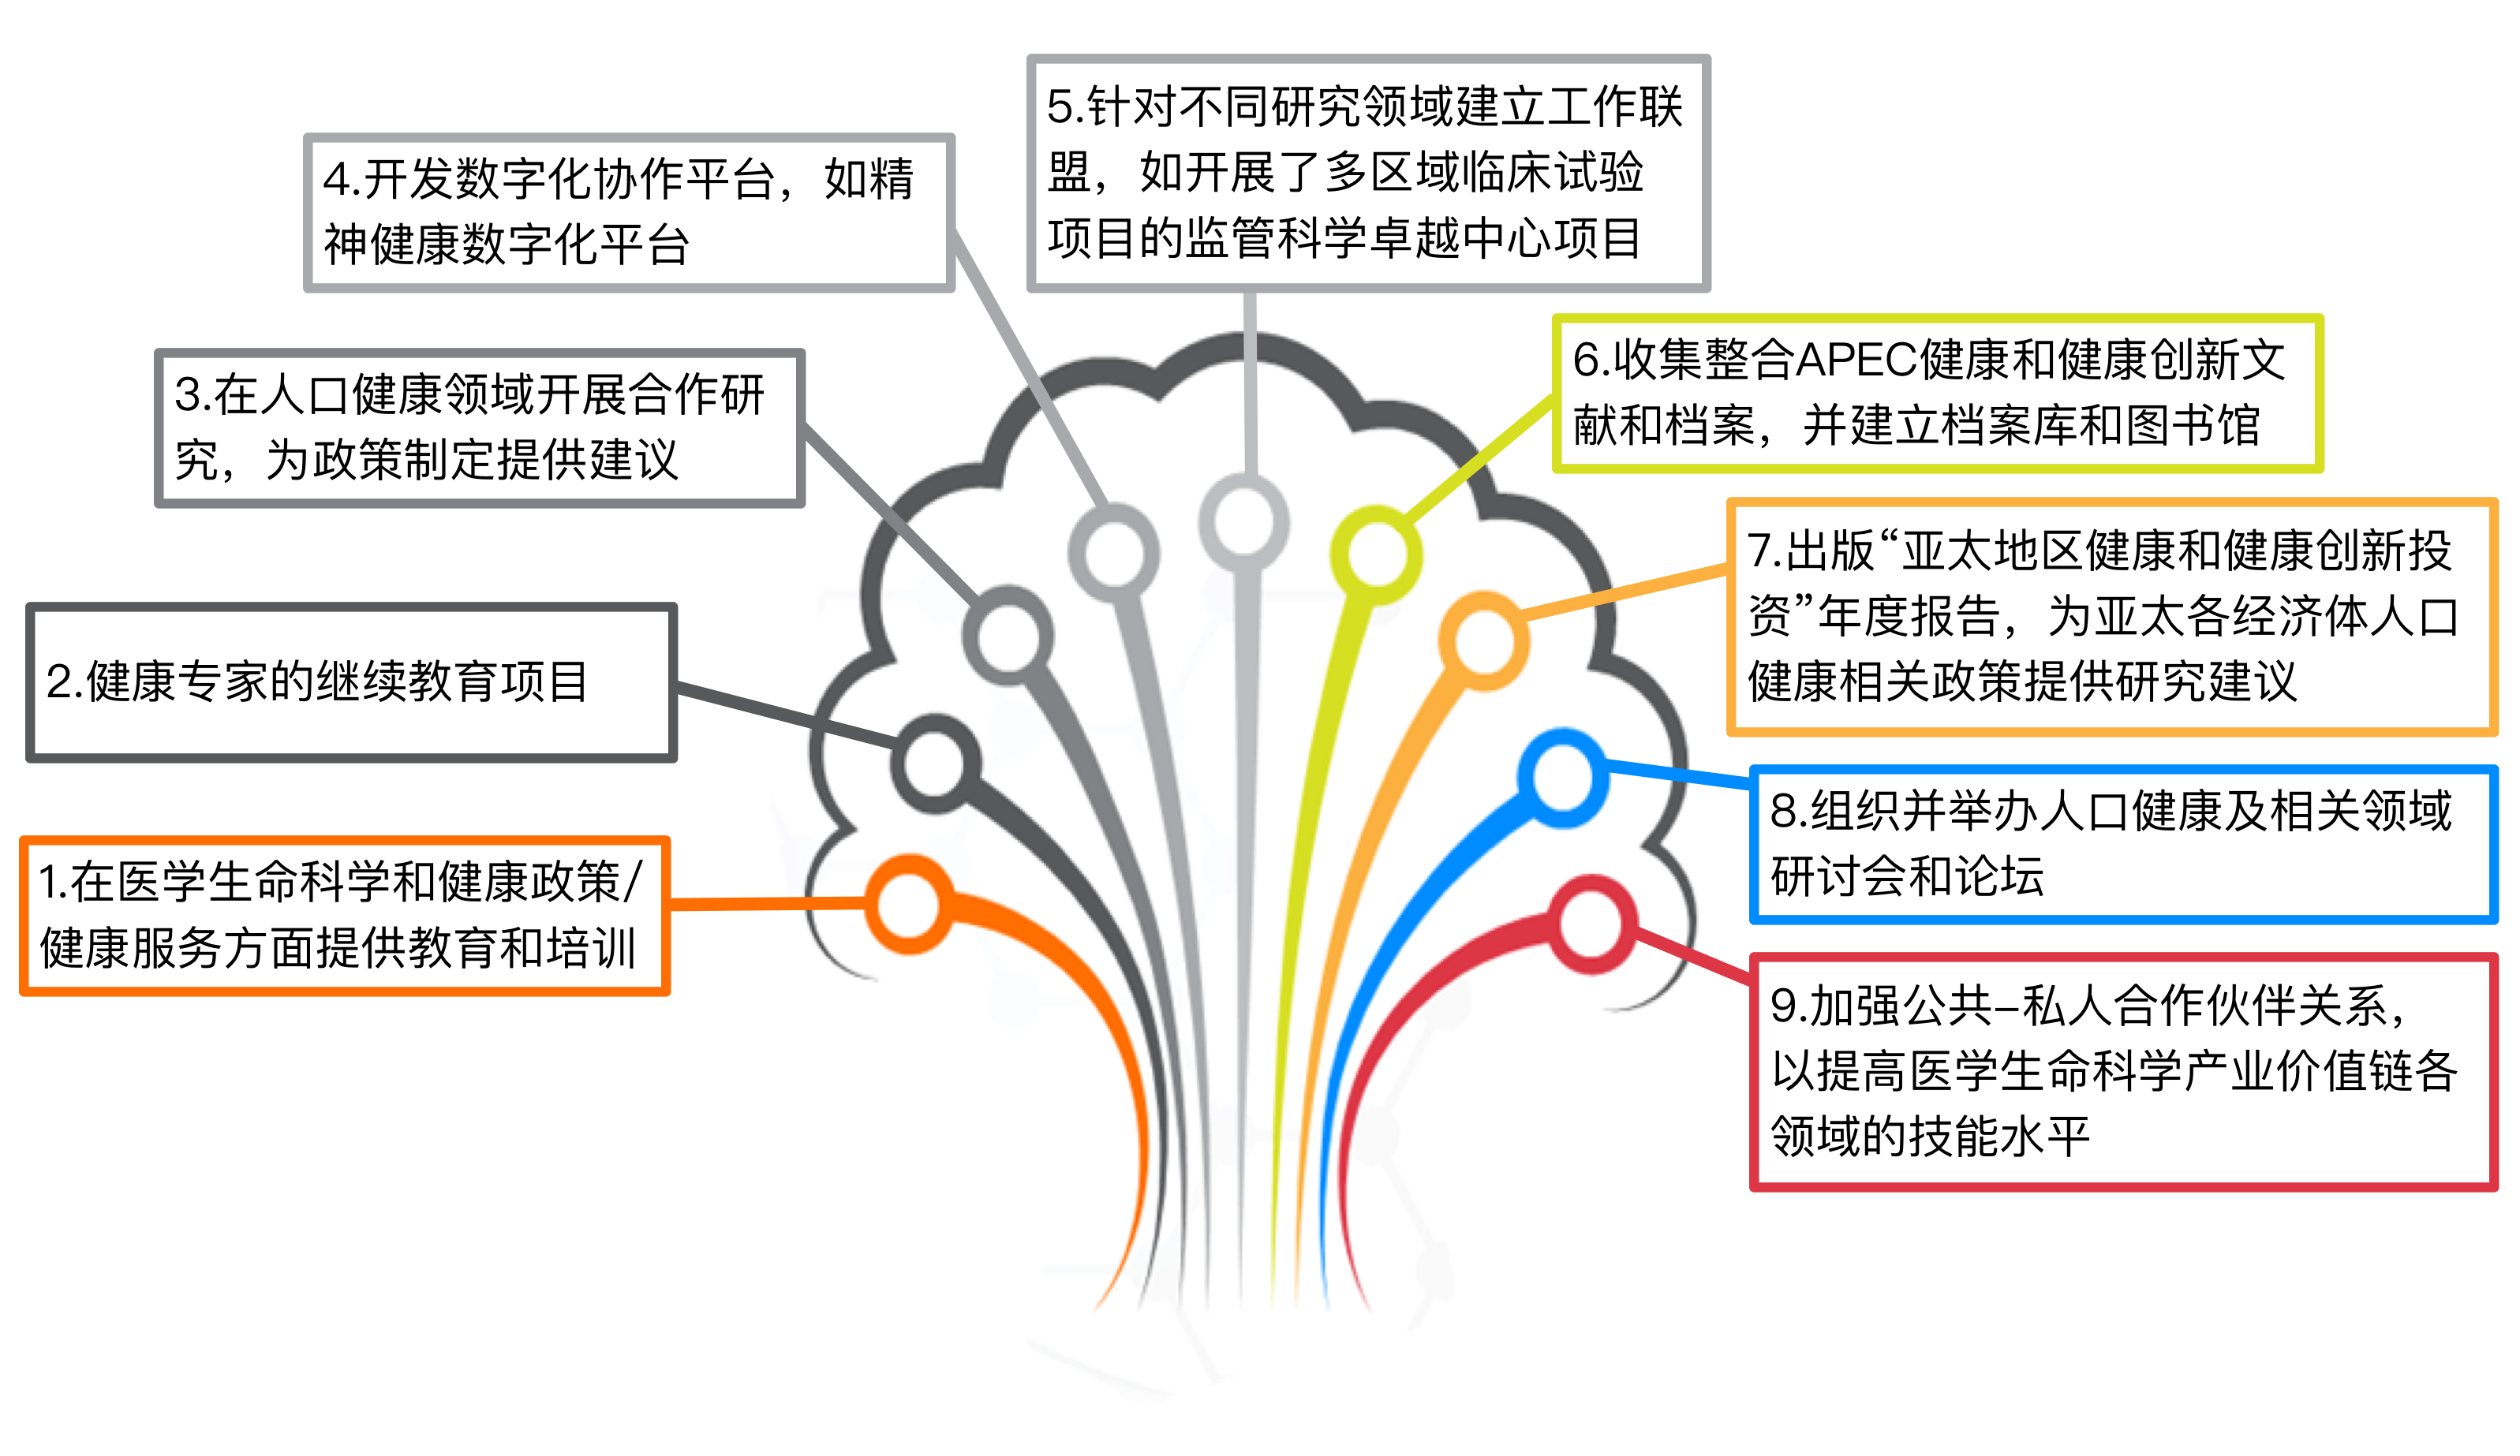 1.在医学生命科学和健康政策/
健康服务方面提供教育和培训
2.健康专家的继续教育项目
3.在人口健康领域开展合作研
究，为政策制定提供建议
4.开发数字化协作平台，如精
神健康数字化平台
5.针对不同研究领域建立工作联
盟，如开展了多区域临床试验
项目的监管科学卓越中心项目
6.收集整合APEC健康和健康创新文
献和档案，并建立档案库和图书馆
7.出版“亚太地区健康和健康创新投
资”年度报告，为亚太各经济体人口
健康相关政策提供研究建议
8.组织并举办人口健康及相关领域
研讨会和论坛
9.加强公共–私人合作伙伴关系，
以提高医学生命科学产业价值链各
领域的技能水平